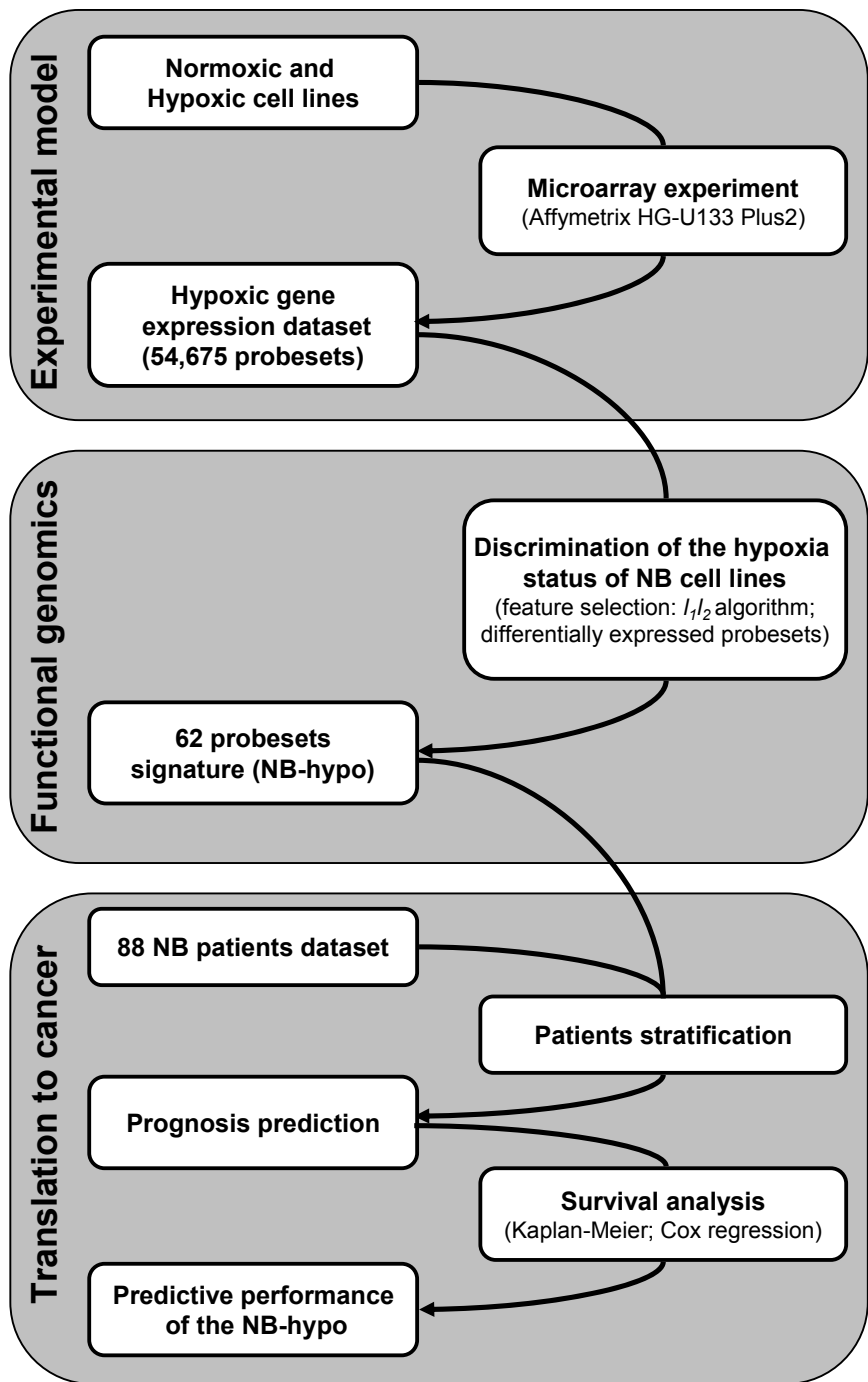 Experimental model
Normoxic and
Hypoxic cell lines
Microarray experiment
(Affymetrix HG-U133 Plus2)
Hypoxic gene
expression dataset
(54,675 probesets)
Functional genomics
Discrimination of the hypoxia
status of NB cell lines
(feature selection: l₁l₂ algorithm;
differentially expressed probesets)
62 probesets
signature (NB-hypo)
Translation to cancer
88 NB patients dataset
Patients stratification
Prognosis prediction
Survival analysis
(Kaplan-Meier; Cox regression)
Predictive performance
of the NB-hypo